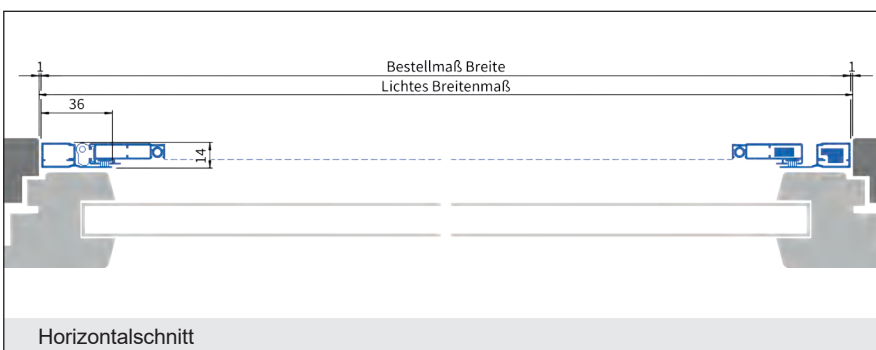 1 Bestellmaß Breite 1
Lichtes Breitenmaß
36
14
Horizontalschnitt